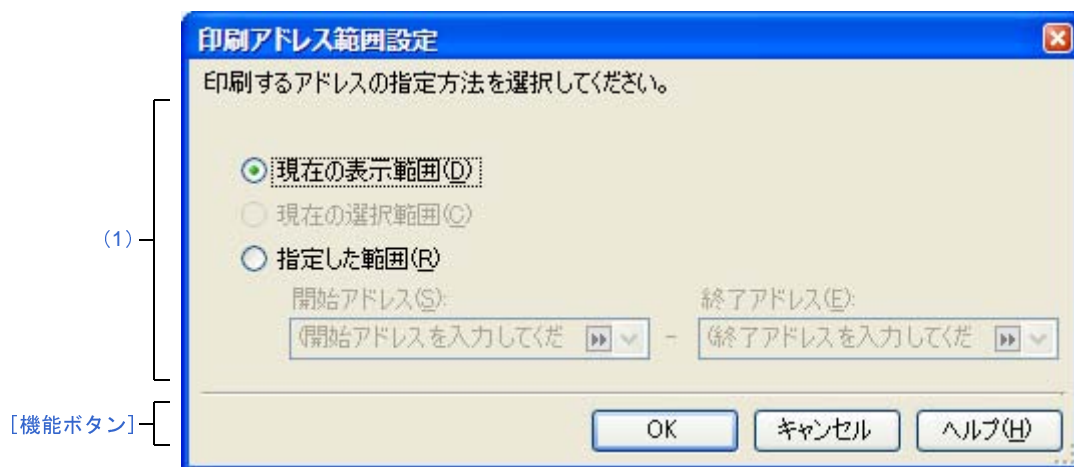 印刷アドレス範囲設定
印刷するアドレスの指定方法を選択してください。
現在の表示範囲(D)
現在の選択範囲(C)
(1)
指定した範囲(R)
開始アドレス(S): 終了アドレス(E):
(開始アドレスを入力してくだ - (終了アドレスを入力してくだ
[機能ボタン]
OK キャンセル ヘルプ(H)